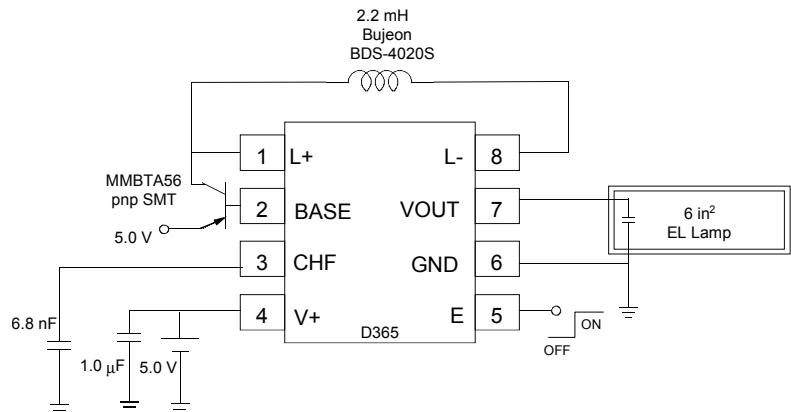 2.2 mH
Bujeon
BDS-4020S
1 L+ L- 8
MMBTA56
pnp SMT
2 BASE VOUT 7
6 in²
EL Lamp
5.0 V
3 CHF GND 6
4 V+ E 5
ON
OFF
D365
6.8 nF
1.0 μF 5.0 V